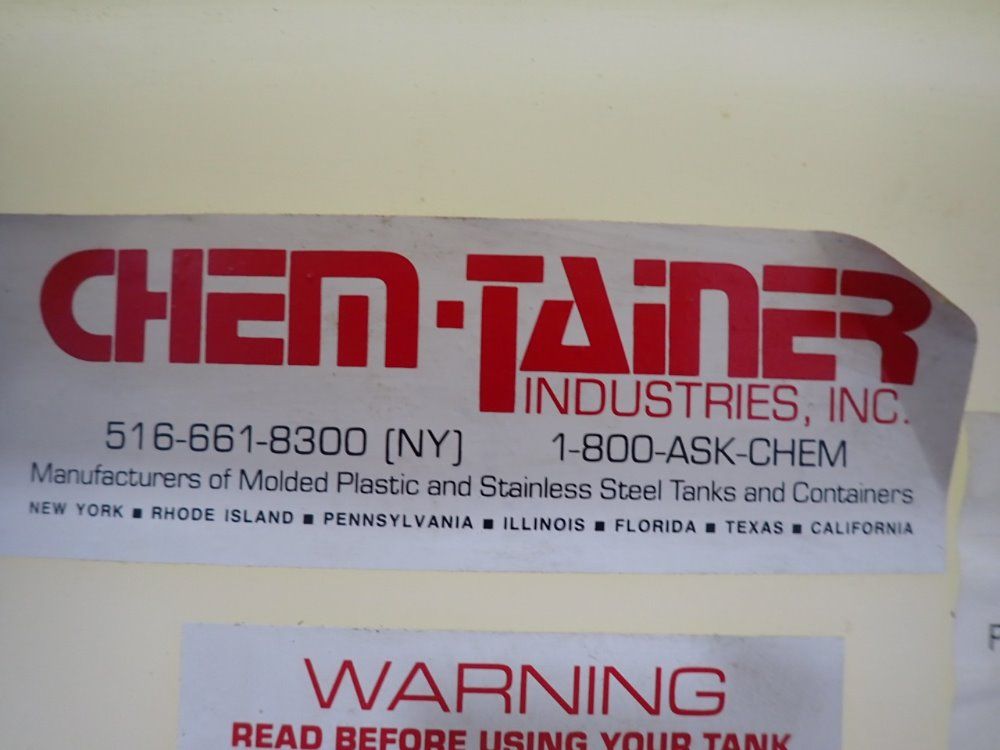 CHEM-TAINER
INDUSTRIES, INC.
516-661-8300 (NY) 1-800-ASK-CHEM
Manufacturers of Molded Plastic and Stainless Steel Tanks and Containers
NEW YORK ■ RHODE ISLAND ■ PENNSYLVANIA ■ ILLINOIS ■ FLORIDA ■ TEXAS ■ CALIFORNIA
WARNING
READ BEFORE USING YOUR TANK